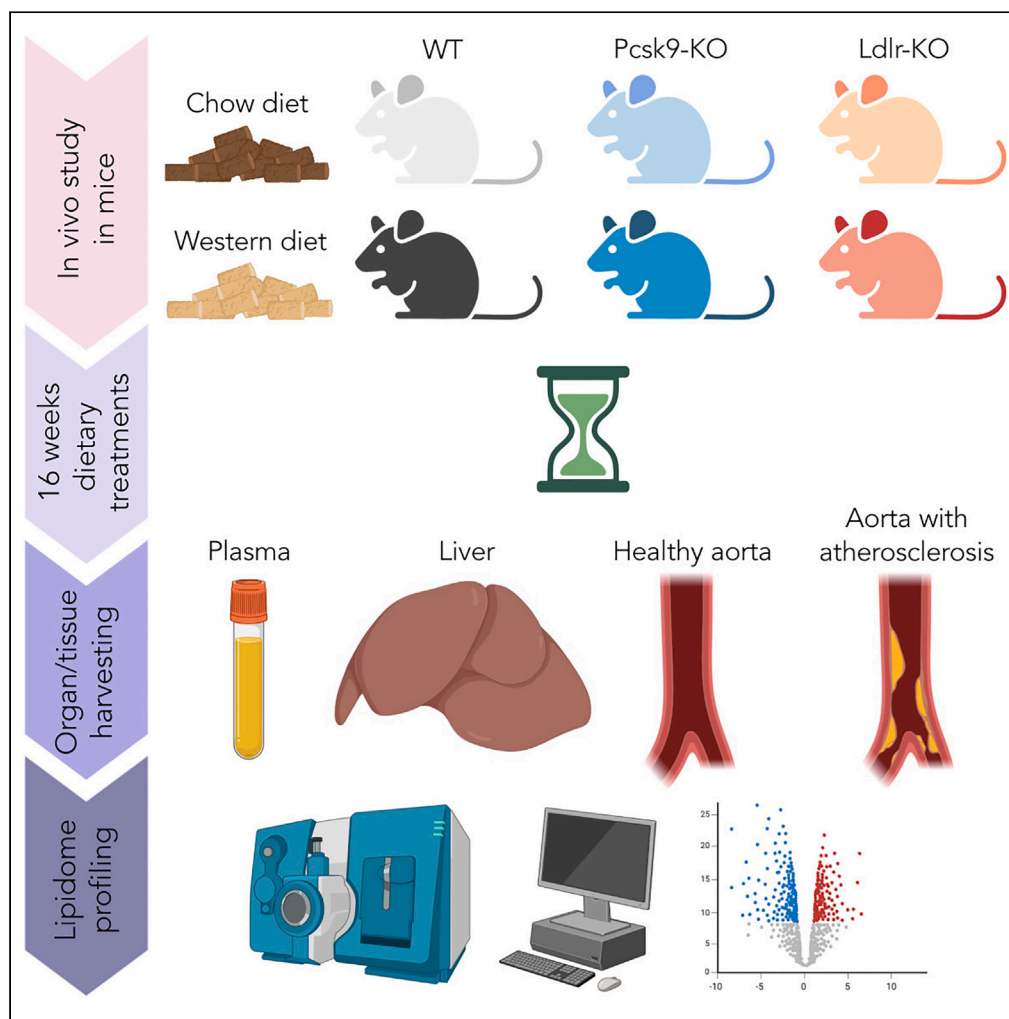 In vivo study
in mice
WT
Pcsk9-KO
Ldlr-KO
Chow diet
Western diet
16 weeks
dietary
treatments
Organ/tissue
harvesting
Plasma
Liver
Healthy aorta
Aorta with
atherosclerosis
Lipidome
profiling
25
20
15
10
5
0
-10
-5
0
5
10